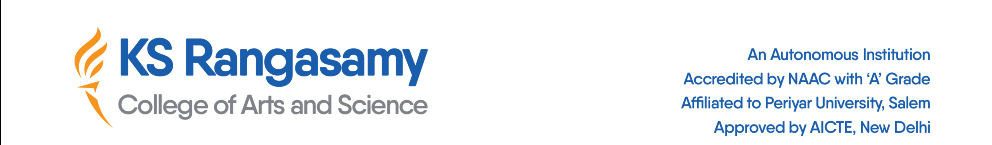 KS Rangasamy
College of Arts and Science
An Autonomous Institution
Accredited by NAAC with ‘A’ Grade
Affiliated to Periyar University, Salem
Approved by AICTE, New Delhi